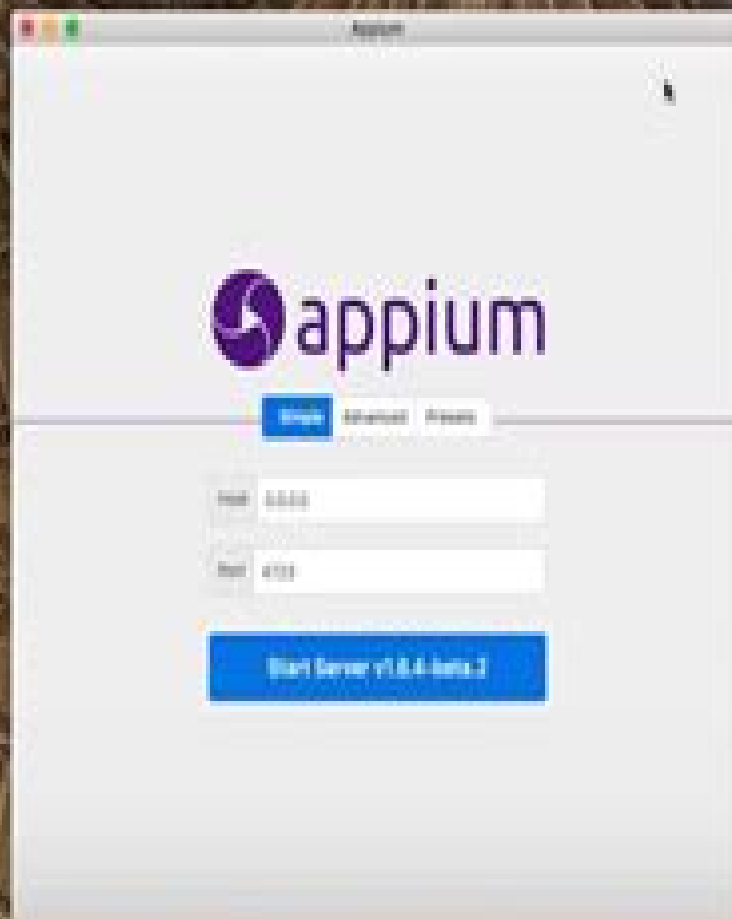 Appium
appium
Simple Advanced Presets
Host 0.0.0.0
Port 4723
Start Server v1.6.4-beta.2